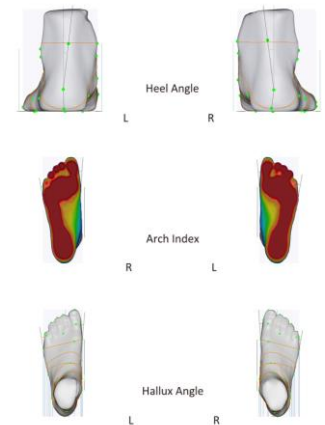 Heel Angle
L R
Arch Index
R L
Hallux Angle
L R